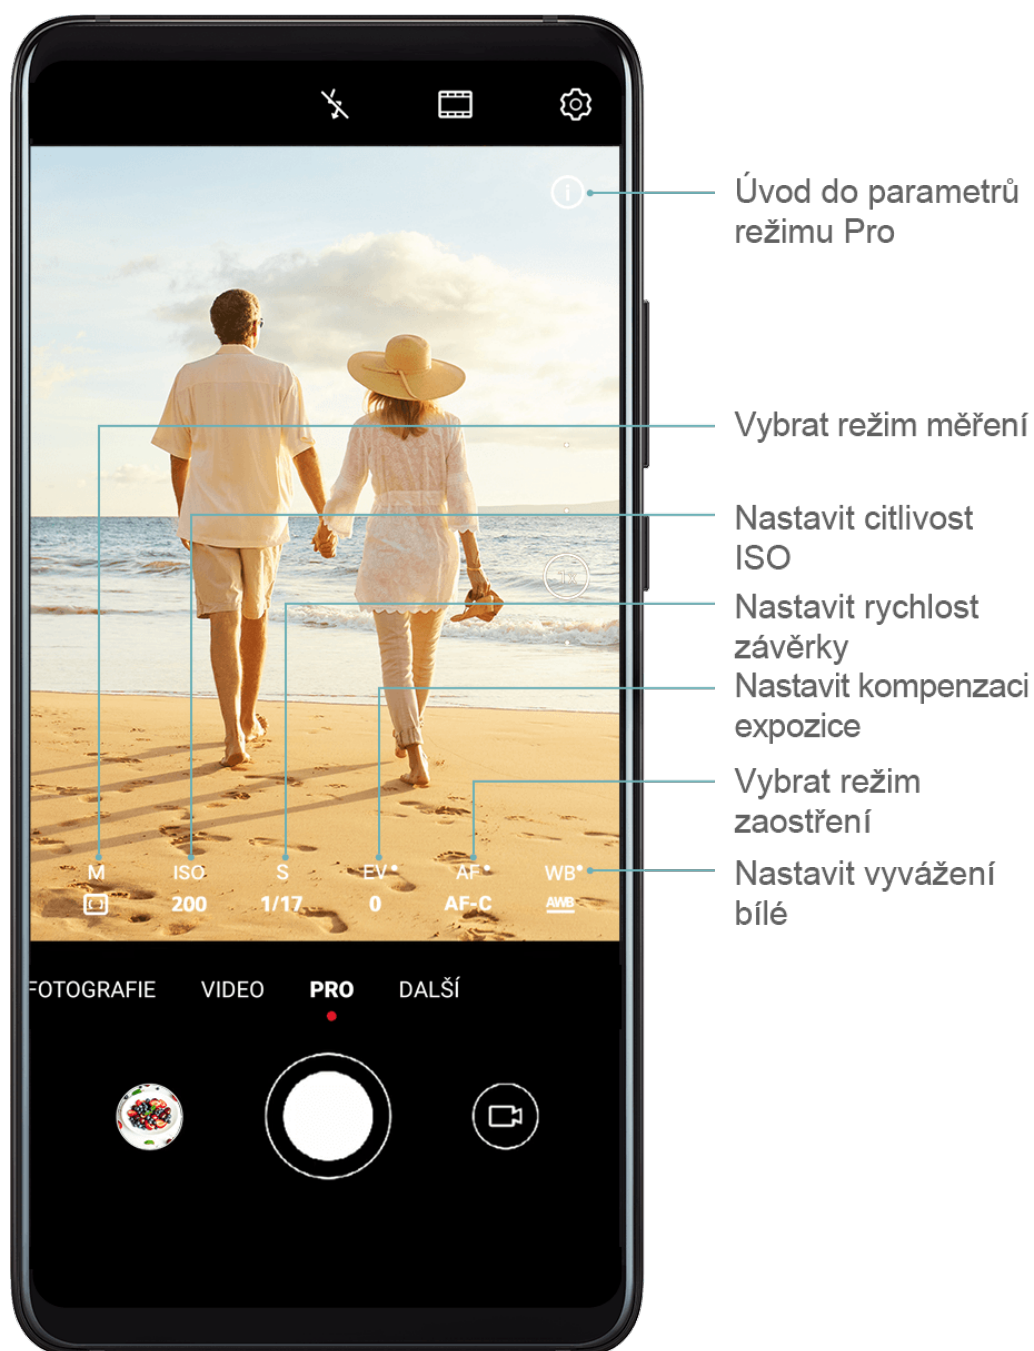 Úvod do parametrů
režimu Pro
Vybrat režim měření
Nastavit citlivost
ISO
1x
Nastavit rychlost
závěrky
Nastavit kompenzaci
expozice
Vybrat režim
zaostření
Nastavit vyvážení
bílé
M ISO S EV AF WB
200 1/17 0 AF-C AWB
FOTOGRAFIE VIDEO PRO DALŠÍ